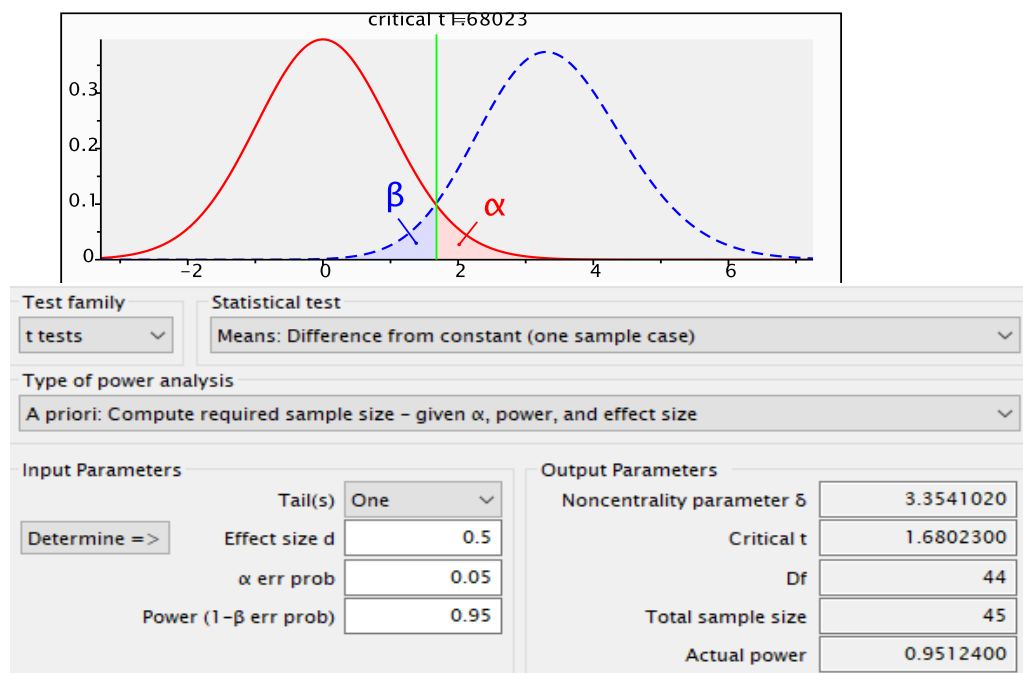 critical t = 1.68023
0.3
0.2
0.1
0
β
α
−2
0
2
4
6
Test family
Statistical test
t tests
Means: Difference from constant (one sample case)
Type of power analysis
A priori: Compute required sample size – given α, power, and effect size
Input Parameters
Output Parameters
Tail(s) One
Noncentrality parameter δ 3.3541020
Determine => Effect size d 0.5
Critical t 1.6802300
α err prob 0.05
Df 44
Power (1–β err prob) 0.95
Total sample size 45
Actual power 0.9512400